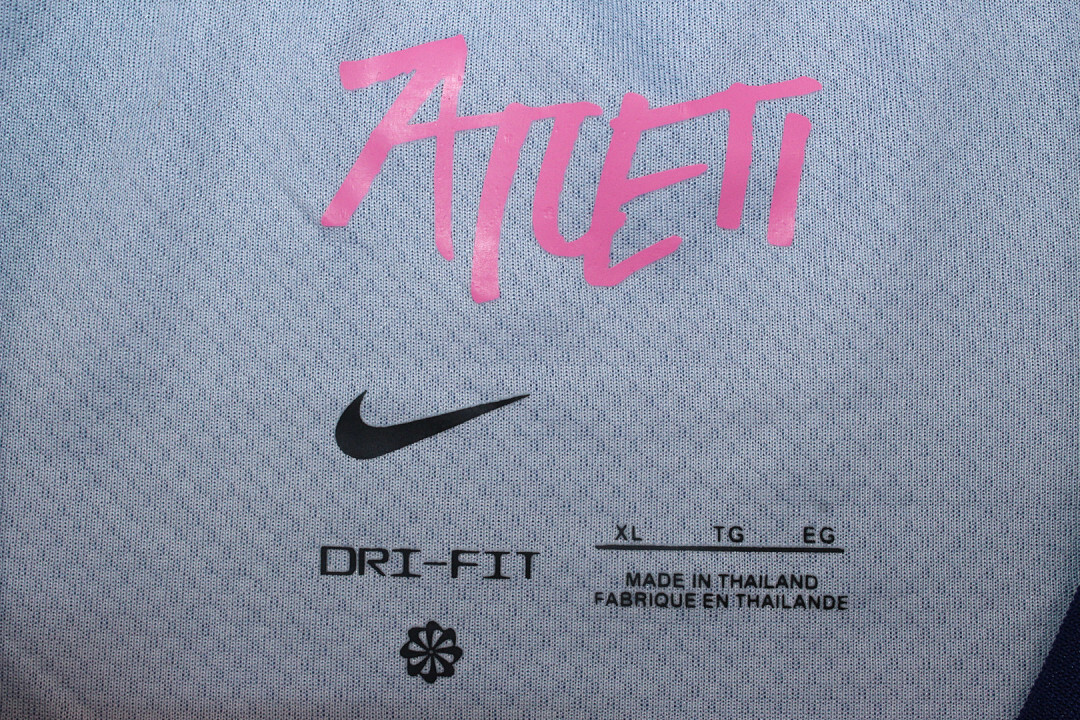 ATLETI
XL TG EG
DRI-FIT
MADE IN THAILAND
FABRIQUE EN THAILANDE